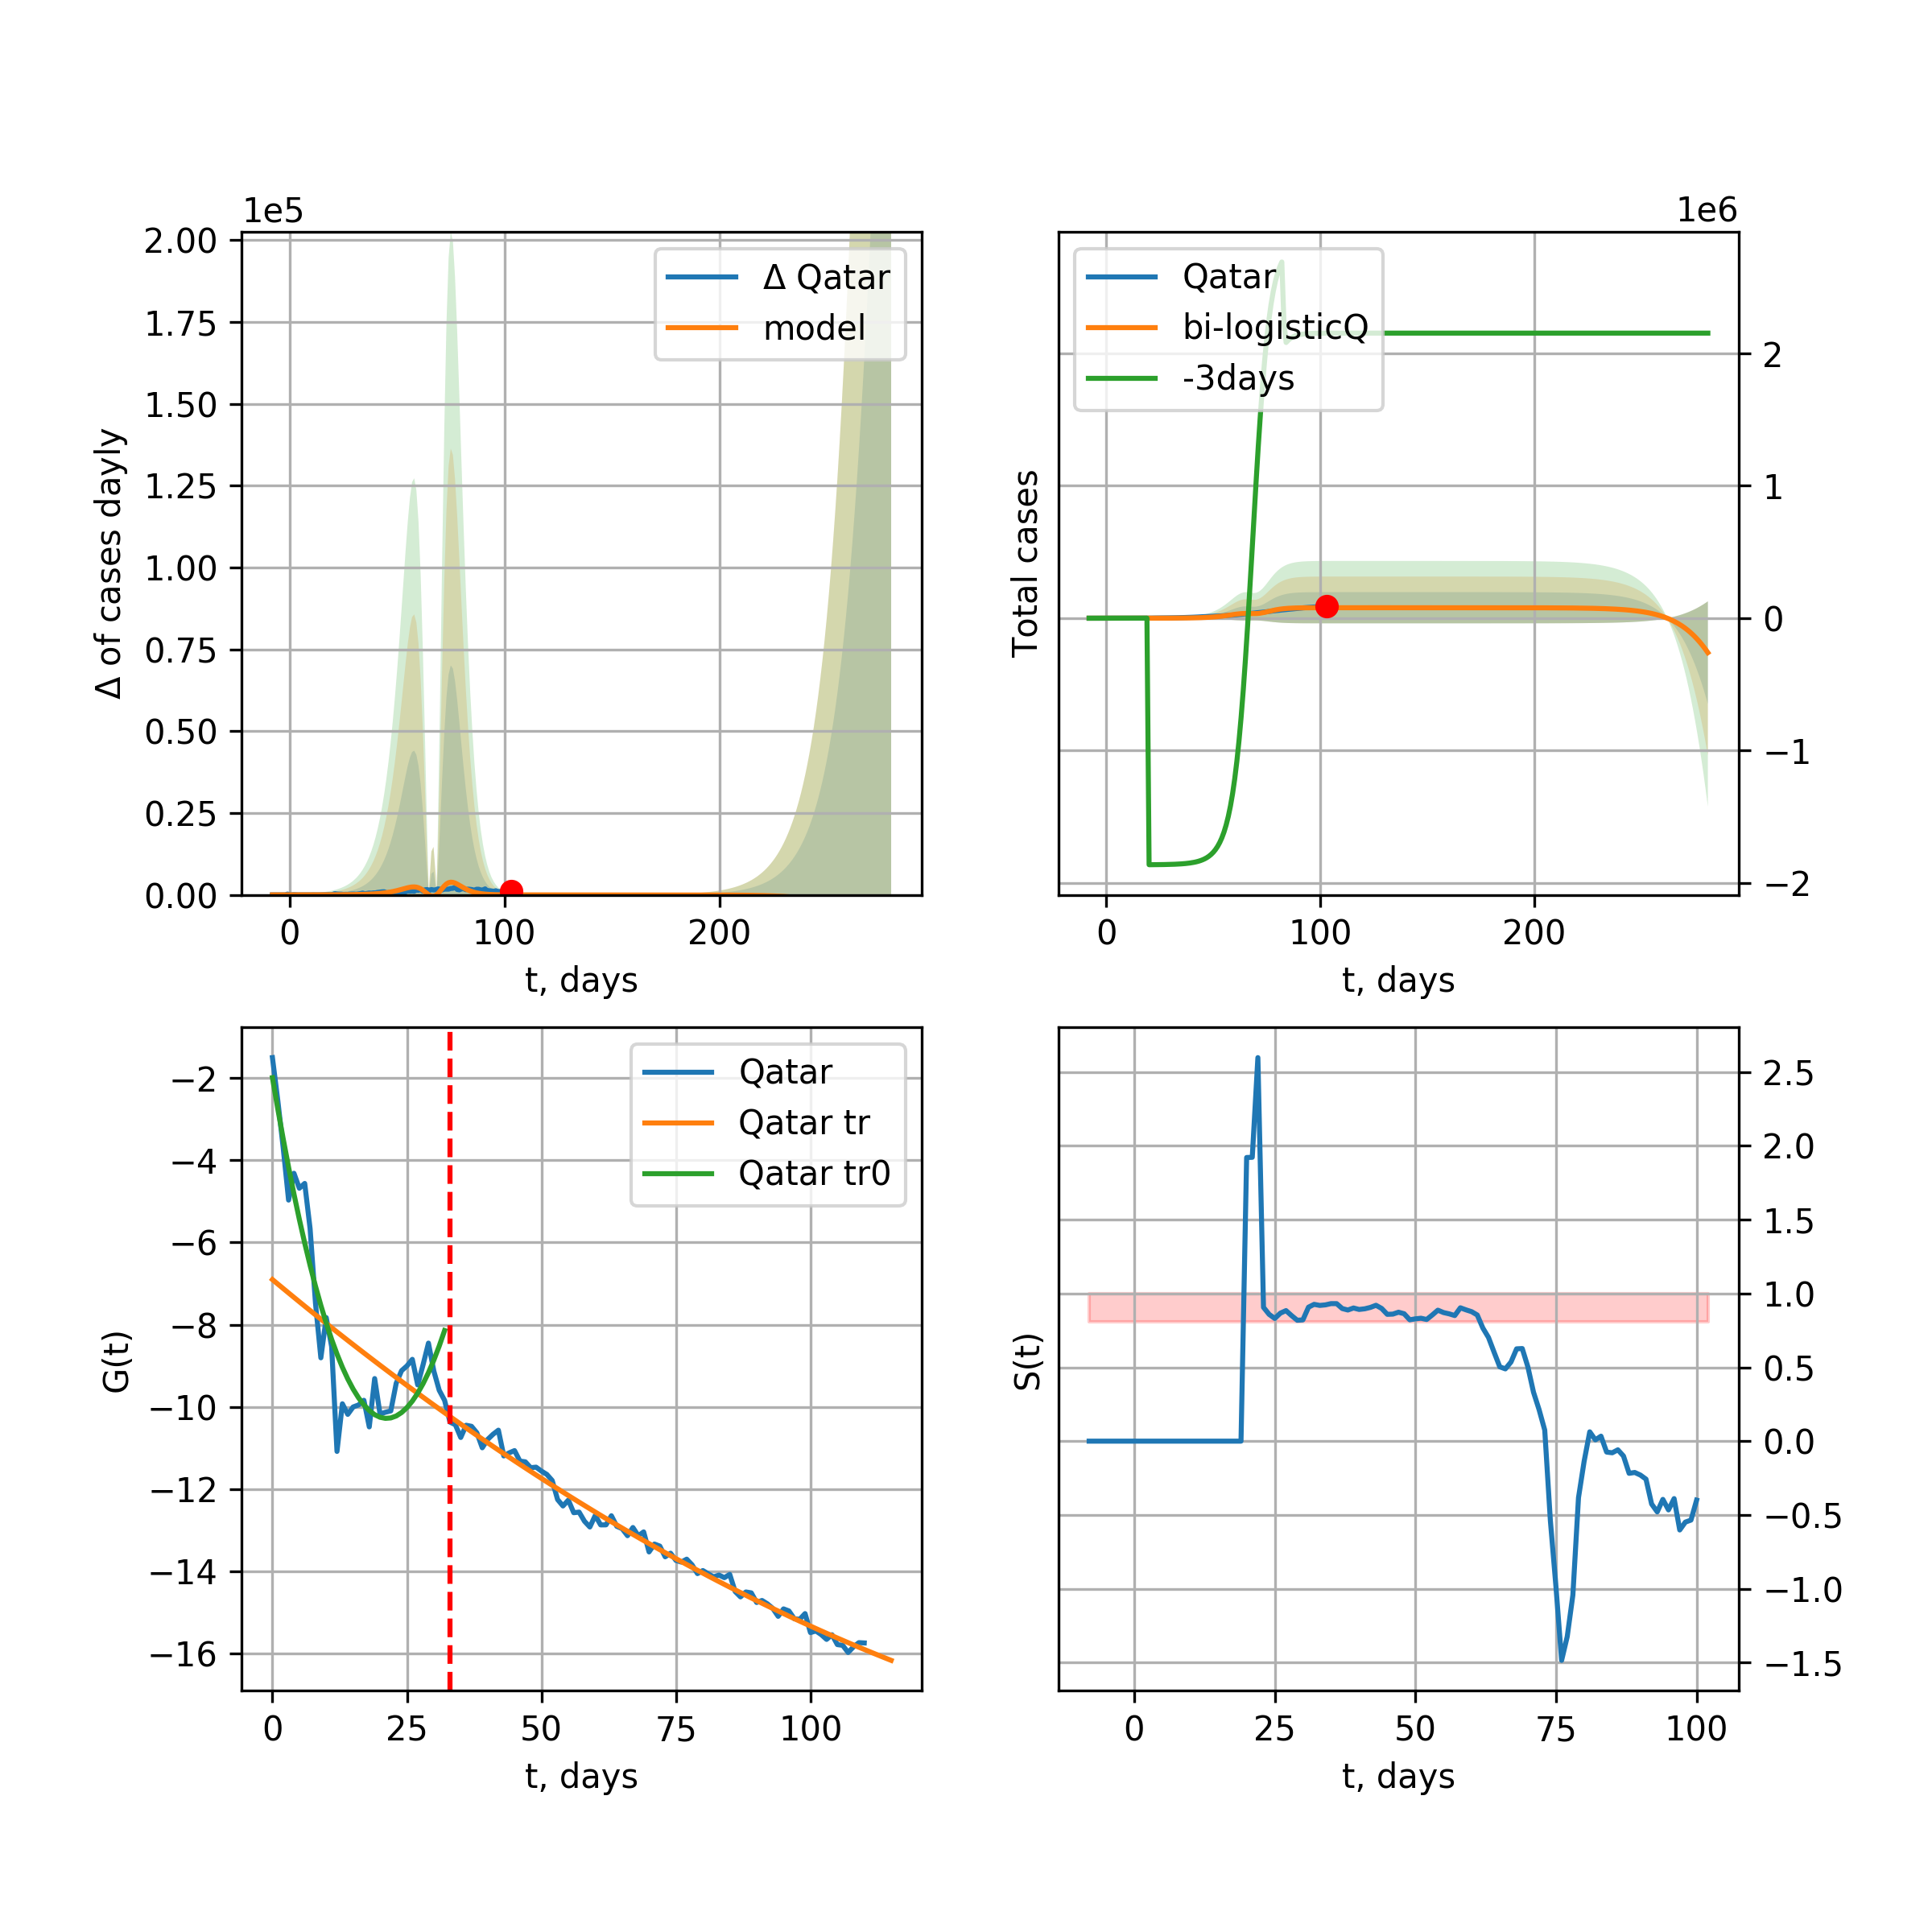 1e5
2.00
1.75
1.50
1.25
1.00
0.75
0.50
0.25
0.00
Δ of cases dayly
Δ Qatar
model
0 100 200
t, days
1e6
Qatar
bi-logisticQ
-3days
Total cases
2
1
0
−1
−2
0 100 200
t, days
−2
−4
−6
−8
−10
−12
−14
−16
G(t)
Qatar
Qatar tr
Qatar tr0
0 25 50 75 100
t, days
S(t)
2.5
2.0
1.5
1.0
0.5
0.0
−0.5
−1.0
−1.5
0 25 50 75 100
t, days